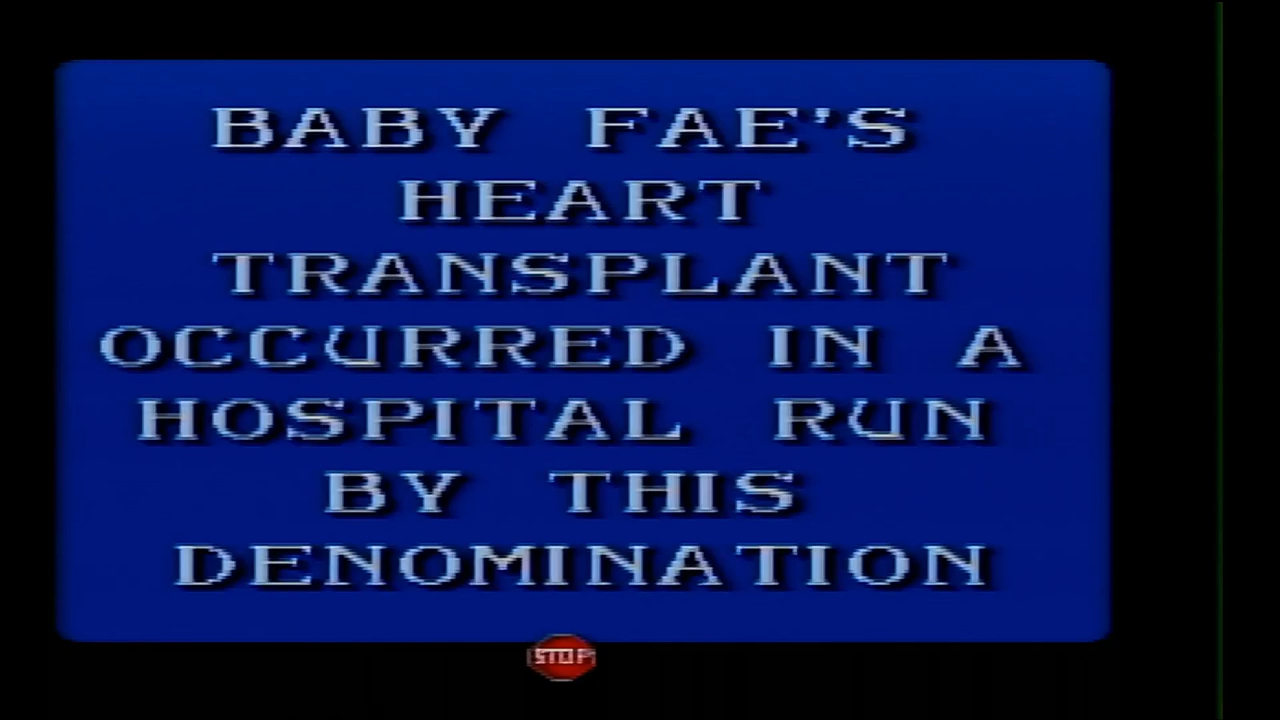 BABY FAE'S
HEART
TRANSPLANT
OCCURRED IN A
HOSPITAL RUN
BY THIS
DENOMINATION
STOP